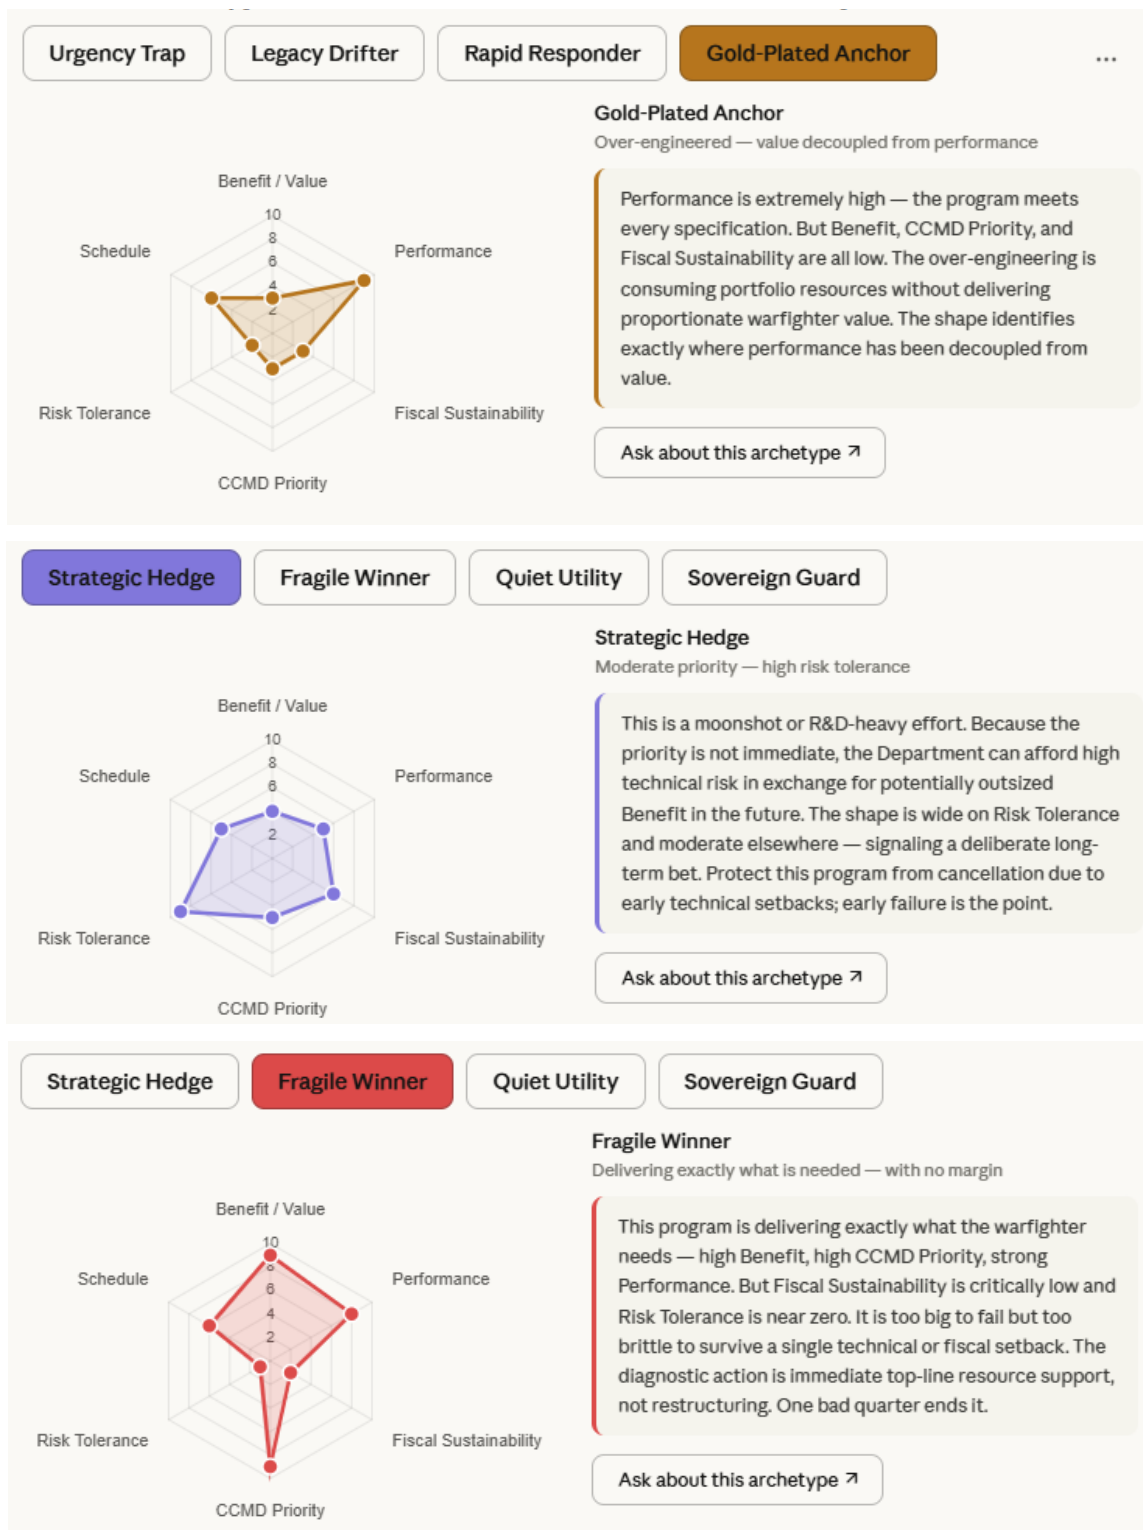 Urgency Trap
Legacy Drifter
Rapid Responder
Gold-Plated Anchor
...
Gold-Plated Anchor
Over-engineered — value decoupled from performance
Performance is extremely high — the program meets
every specification. But Benefit, CCMD Priority, and
Fiscal Sustainability are all low. The over-engineering is
consuming portfolio resources without delivering
proportionate warfighter value. The shape identifies
exactly where performance has been decoupled from
value.
Ask about this archetype ↗
Benefit / Value
10
8
6
4
2
Schedule
Performance
Risk Tolerance
Fiscal Sustainability
CCMD Priority
Strategic Hedge
Fragile Winner
Quiet Utility
Sovereign Guard
Strategic Hedge
Moderate priority — high risk tolerance
This is a moonshot or R&D-heavy effort. Because the
priority is not immediate, the Department can afford high
technical risk in exchange for potentially outsized
Benefit in the future. The shape is wide on Risk Tolerance
and moderate elsewhere — signaling a deliberate long-
term bet. Protect this program from cancellation due to
early technical setbacks; early failure is the point.
Ask about this archetype ↗
Benefit / Value
10
8
6
2
Schedule
Performance
Risk Tolerance
Fiscal Sustainability
CCMD Priority
Strategic Hedge
Fragile Winner
Quiet Utility
Sovereign Guard
Fragile Winner
Delivering exactly what is needed — with no margin
This program is delivering exactly what the warfighter
needs — high Benefit, high CCMD Priority, strong
Performance. But Fiscal Sustainability is critically low and
Risk Tolerance is near zero. It is too big to fail but too
brittle to survive a single technical or fiscal setback. The
diagnostic action is immediate top-line resource support,
not restructuring. One bad quarter ends it.
Ask about this archetype ↗
Benefit / Value
10
8
6
4
2
Schedule
Performance
Risk Tolerance
Fiscal Sustainability
CCMD Priority